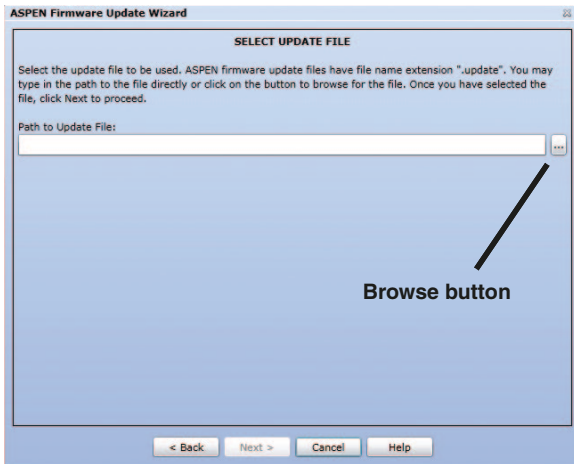 ASPEN Firmware Update Wizard
SELECT UPDATE FILE
Select the update file to be used. ASPEN firmware update files have file name extension ".update". You may
type in the path to the file directly or click on the button to browse for the file. Once you have selected the
file, click Next to proceed.
Path to Update File:
...
Browse button
< Back Next > Cancel Help